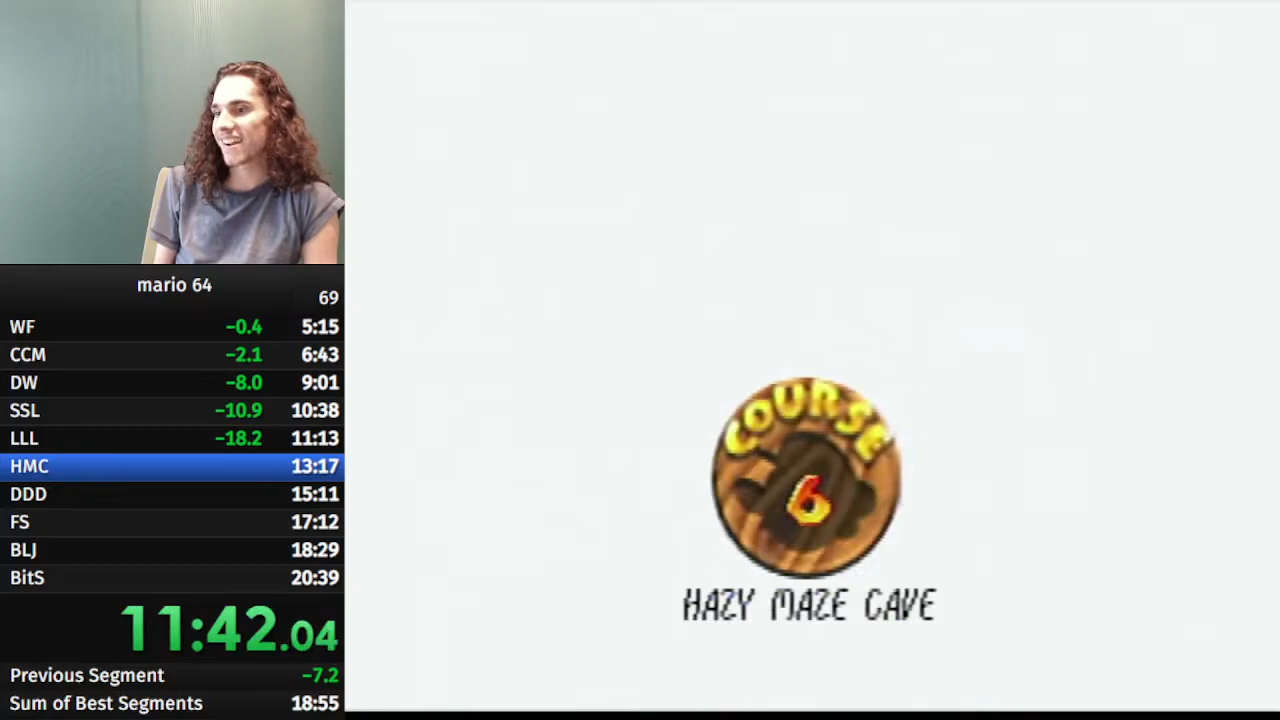 mario 64
69
WF −0.4 5:15
CCM −2.1 6:43
DW −8.0 9:01
SSL −10.9 10:38
LLL −18.2 11:13
HMC 13:17
DDD 15:11
FS 17:12
BLJ 18:29
BitS 20:39
11:42.04
Previous Segment −7.2
Sum of Best Segments 18:55
COURSE
6
HAZY MAZE CAVE